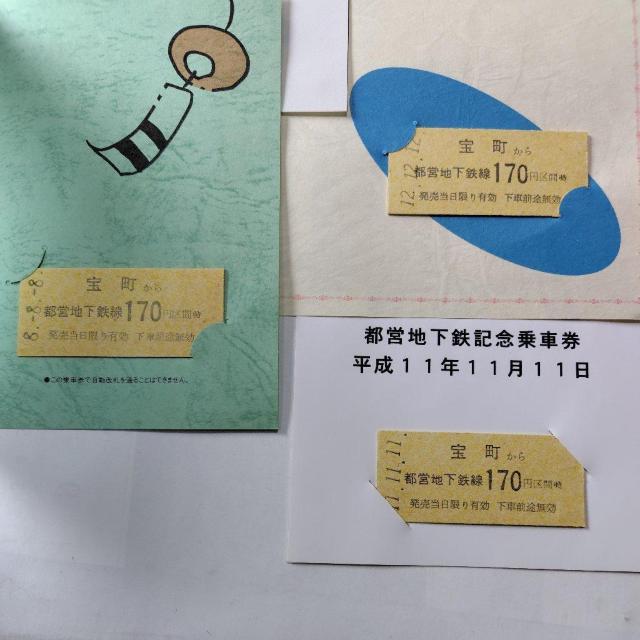 8.-8.-8
宝町から
都営地下鉄線170円区間
発売当日限り有効 下車前途無効
●この乗車券で自動改札を通ることはできません。
12.12.12
宝町から
都営地下鉄線170円区間
発売当日限り有効 下車前途無効
都営地下鉄記念乗車券
平成11年11月11日
11.11.11.
宝町から
都営地下鉄線170円区間
発売当日限り有効 下車前途無効